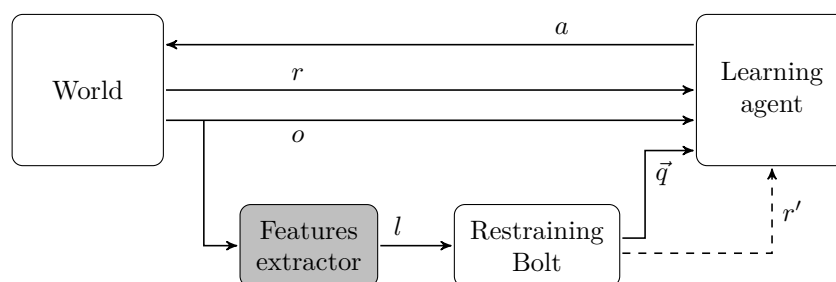 a
World
r
Learning
agent
o
q⃗
r′
Features
extractor
l
Restraining
Bolt